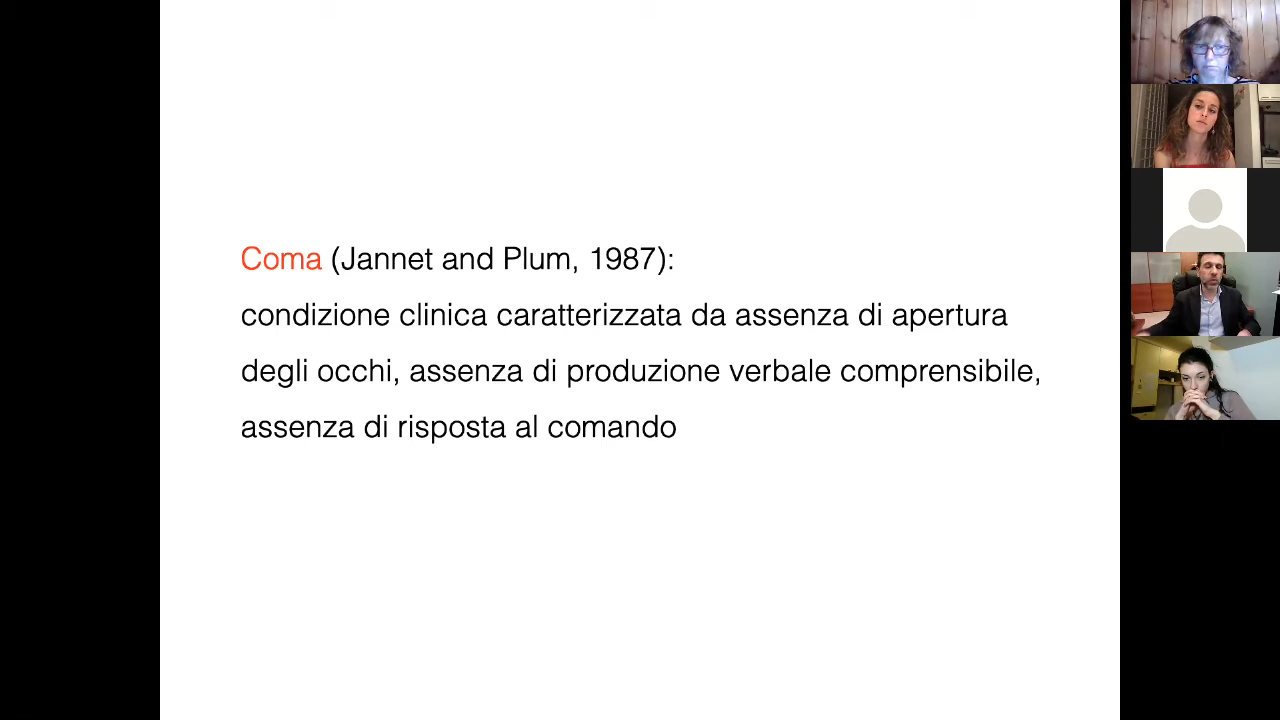 Coma (Jannet and Plum, 1987):
condizione clinica caratterizzata da assenza di apertura
degli occhi, assenza di produzione verbale comprensibile,
assenza di risposta al comando